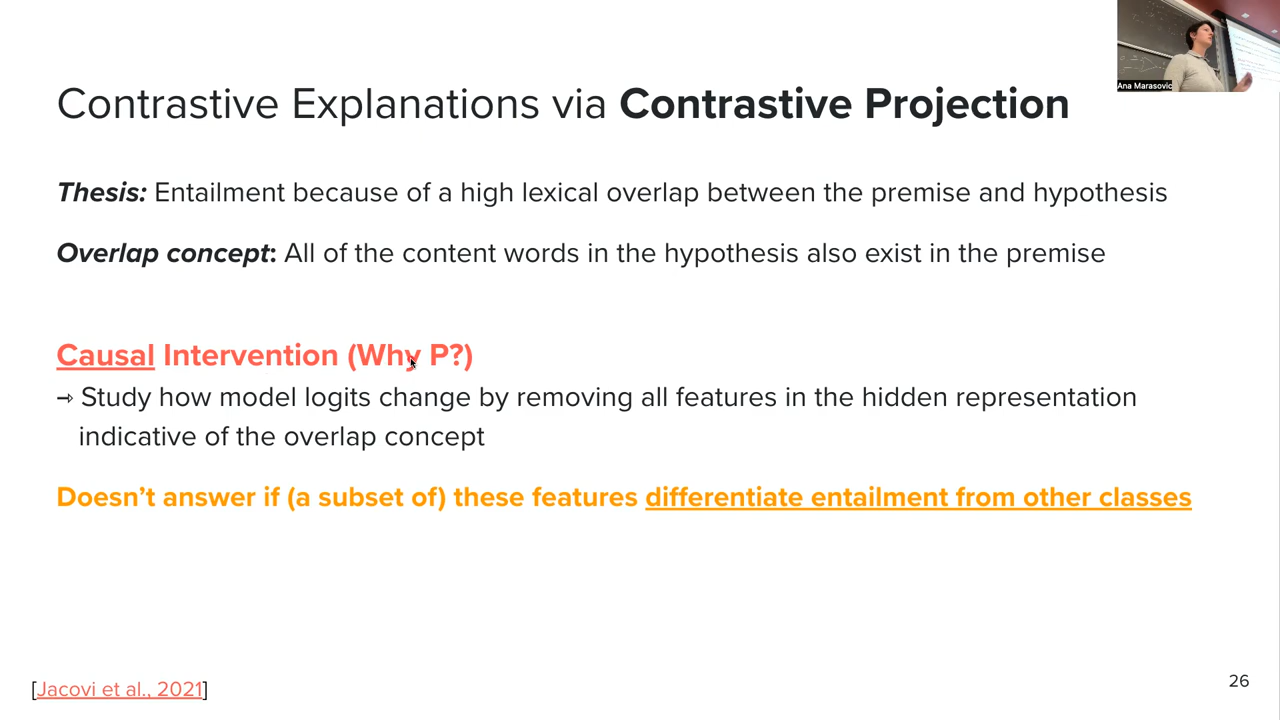 Ana Marasovic
Contrastive Explanations via Contrastive Projection
Thesis: Entailment because of a high lexical overlap between the premise and hypothesis
Overlap concept: All of the content words in the hypothesis also exist in the premise
Causal Intervention (Why P?)
→ Study how model logits change by removing all features in the hidden representation
indicative of the overlap concept
Doesn't answer if (a subset of) these features differentiate entailment from other classes
[Jacovi et al., 2021]
26